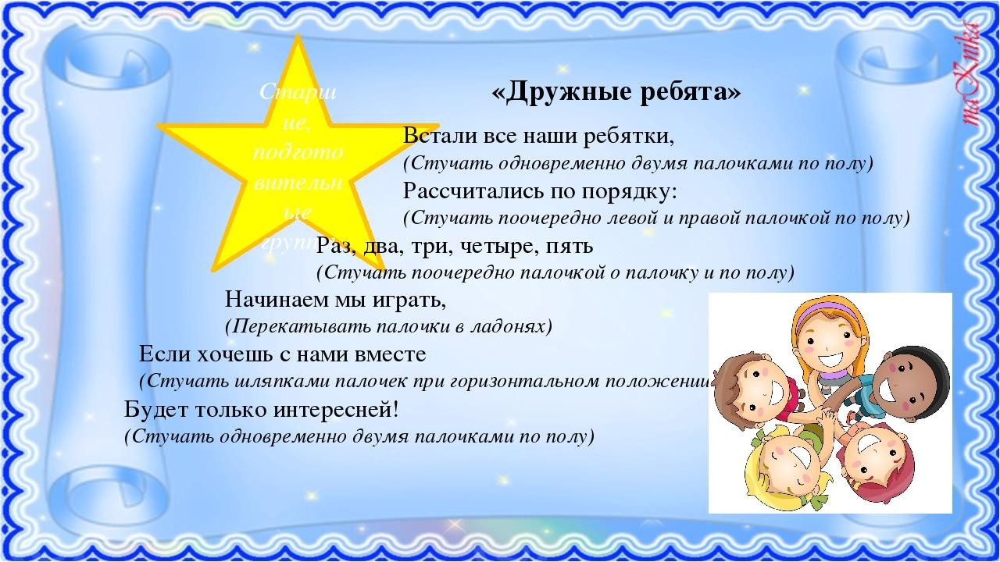 Старш
ие,
подгото
вительн
ые
групп
«Дружные ребята»
Встали все наши ребятки,
(Стучать одновременно двумя палочками по полу)
Рассчитались по порядку:
(Стучать поочередно левой и правой палочкой по полу)
Раз, два, три, четыре, пять
(Стучать поочередно палочкой о палочку и по полу)
Начинаем мы играть,
(Перекатывать палочки в ладонях)
Если хочешь с нами вместе
(Стучать шляпками палочек при горизонтальном положении
Будет только интересней!
(Стучать одновременно двумя палочками по полу)
maXnika